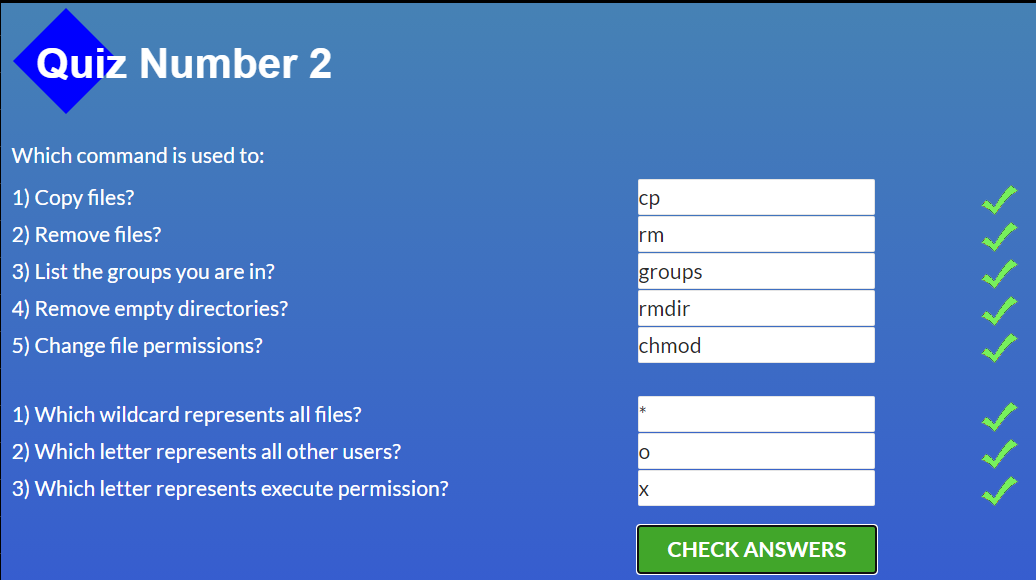 Quiz Number 2
Which command is used to:
1) Copy files? cp
2) Remove files? rm
3) List the groups you are in? groups
4) Remove empty directories? rmdir
5) Change file permissions? chmod
1) Which wildcard represents all files? *
2) Which letter represents all other users? o
3) Which letter represents execute permission? x
CHECK ANSWERS